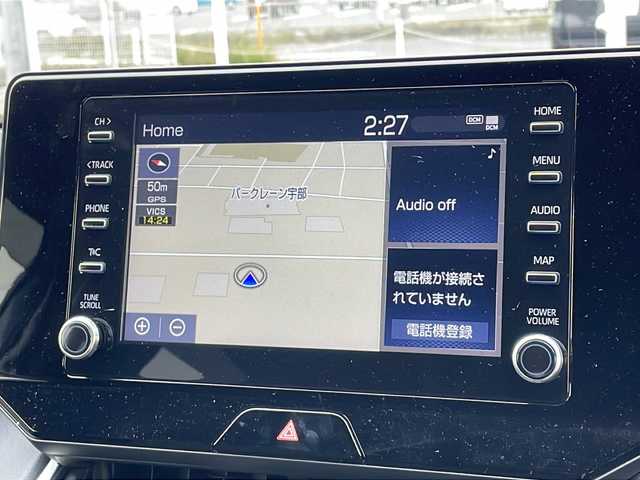 CH >
< TRACK
PHONE
T/C
TUNE
SCROLL
Home
2:27
DCM
DCM
50m
GPS
VICS
14:24
パークレーン宇部
Audio off
電話機が接続さ
れていません
電話機登録
HOME
MENU
AUDIO
MAP
POWER
VOLUME